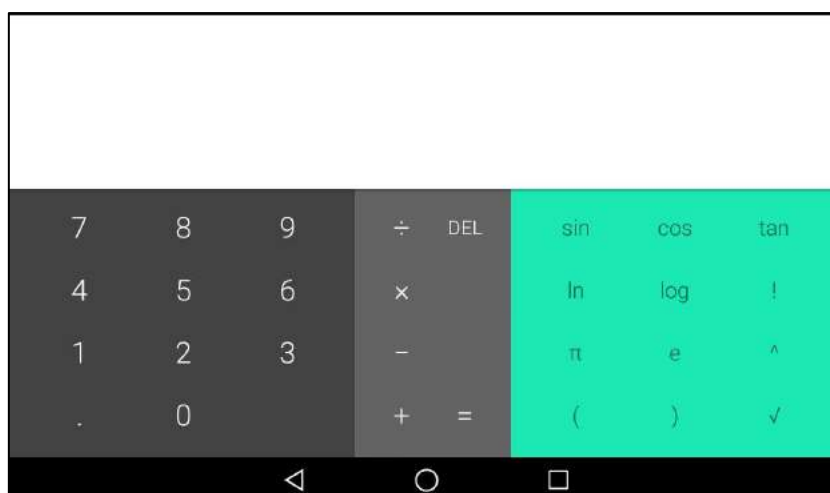 7 8 9 ÷ DEL sin cos tan
4 5 6 × ln log !
1 2 3 − π e ^
. 0 + = ( ) √